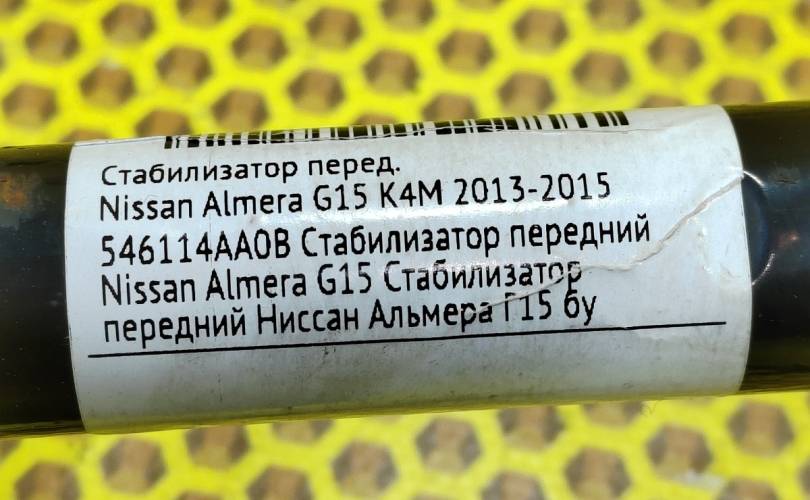 Стабилизатор перед.
Nissan Almera G15 K4M 2013-2015
546114AA0B Стабилизатор передний
Nissan Almera G15 Стабилизатор
передний Ниссан Альмера Г15 бу